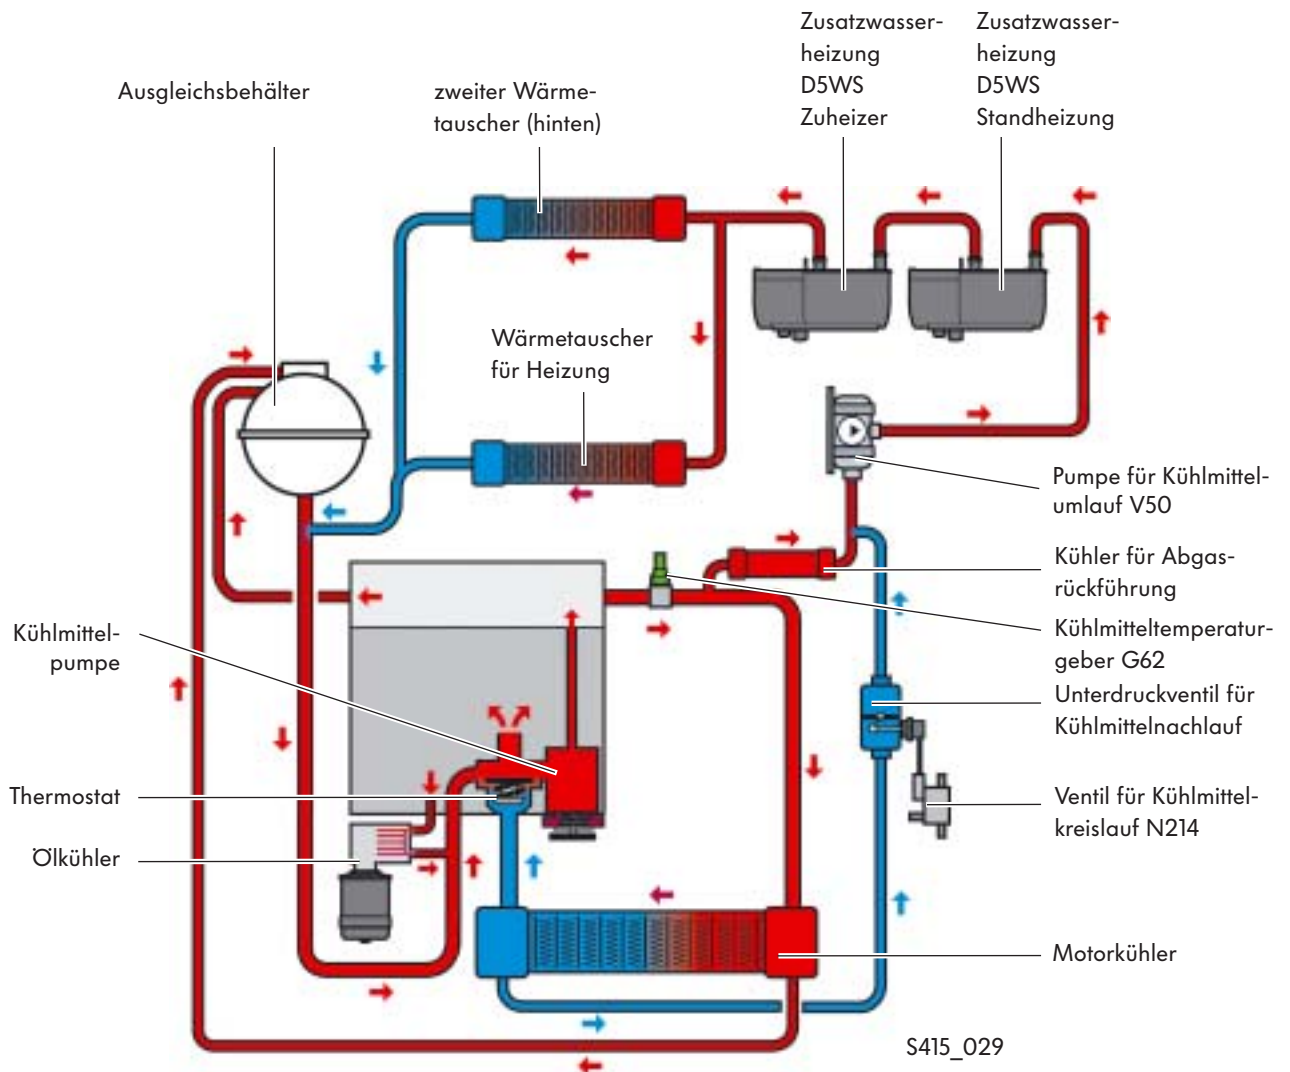 Zusatzwasser-
heizung
D5WS
Zuheizer
Zusatzwasser-
heizung
D5WS
Standheizung
Ausgleichsbehälter
zweiter Wärme-
tauscher (hinten)
Wärmetauscher
für Heizung
Pumpe für Kühlmittel-
umlauf V50
Kühler für Abgas-
rückführung
Kühlmitteltemperatur-
geber G62
Unterdruckventil für
Kühlmittelnachlauf
Ventil für Kühlmittel-
kreislauf N214
Motorkühler
Kühlmittel-
pumpe
Thermostat
Ölkühler
S415_029